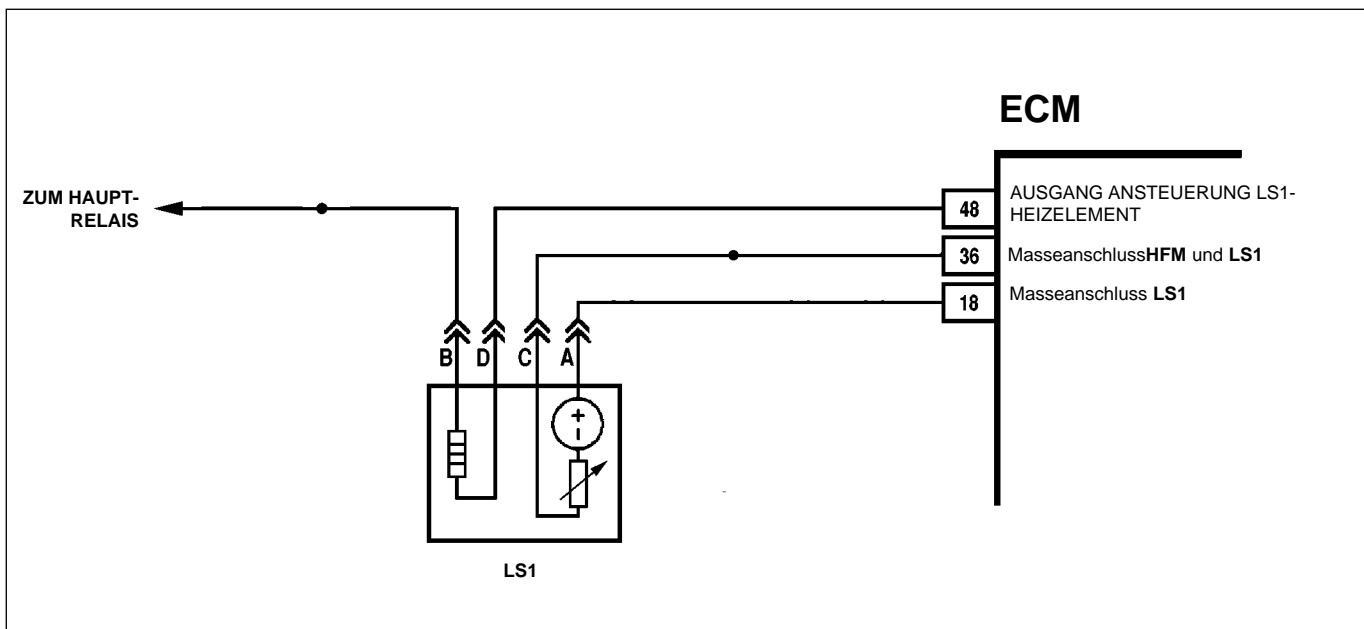 ECM
ZUM HAUPT-
RELAIS
48
AUSGANG ANSTEUERUNG LS1-
HEIZELEMENT
36
MasseanschlussHFM und LS1
18
Masseanschluss LS1
B D C A
+
-
LS1